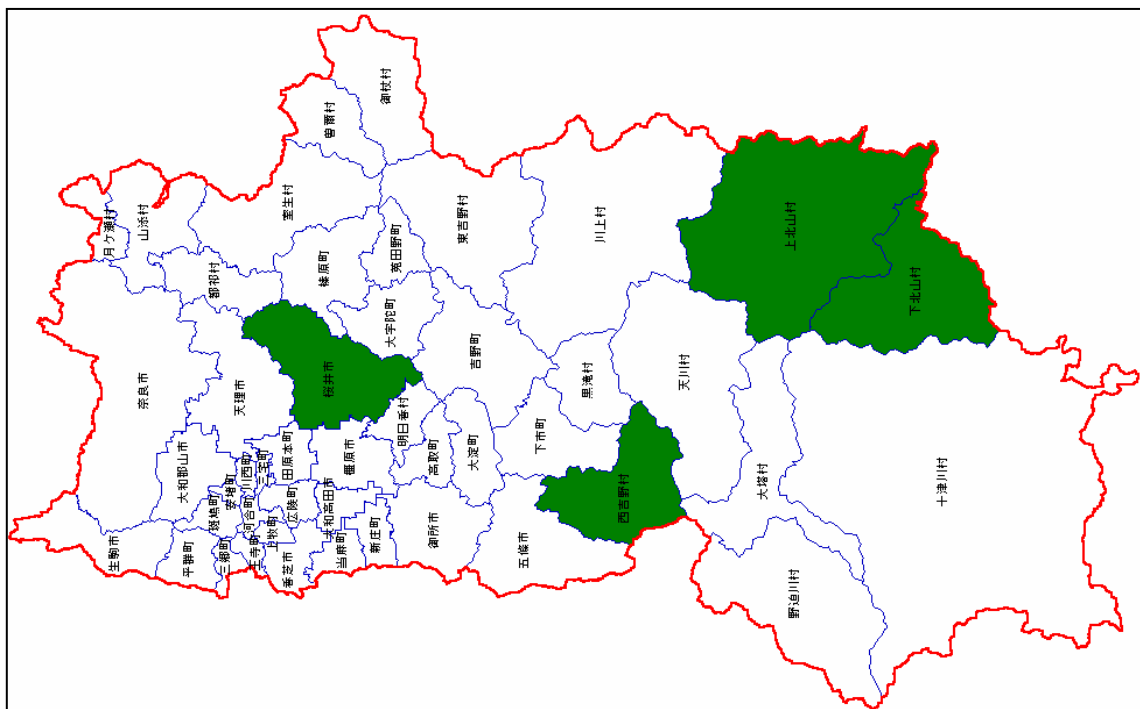 御杖村
曽爾村
山添村
月ケ瀬村
室生村
都祁村
榛原町
菟田野町
東吉野村
川上村
上北山村
下北山村
奈良市
天理市
桜井市
大宇陀町
吉野町
黒滝村
天川村
大和郡山市
川西町
三宅町
田原本町
橿原市
明日香村
高取町
大淀町
下市町
西吉野村
大塔村
十津川村
生駒市
平群町
斑鳩町
安堵町
三郷町
河合町
王寺町
上牧町
広陵町
香芝市
大和高田市
当麻町
新庄町
御所市
五條市
野迫川村